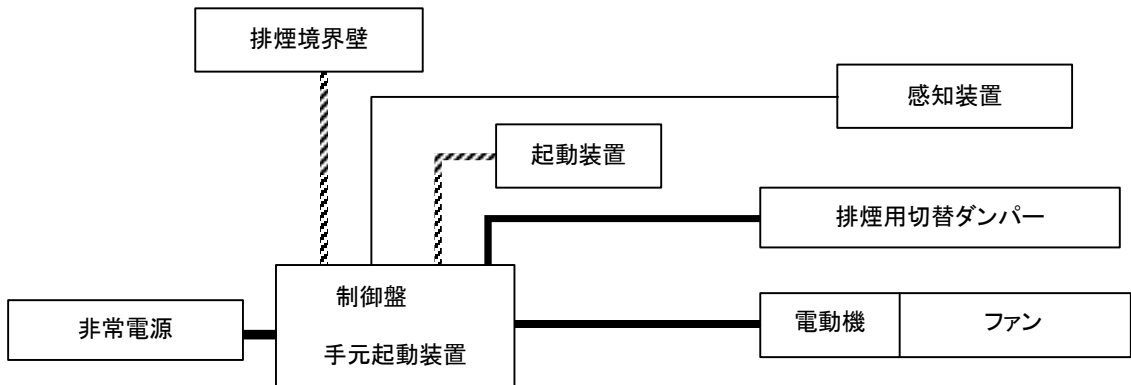 排煙境界壁
感知装置
起動装置
排煙用切替ダンパー
制御盤
手元起動装置
非常電源
電動機
ファン